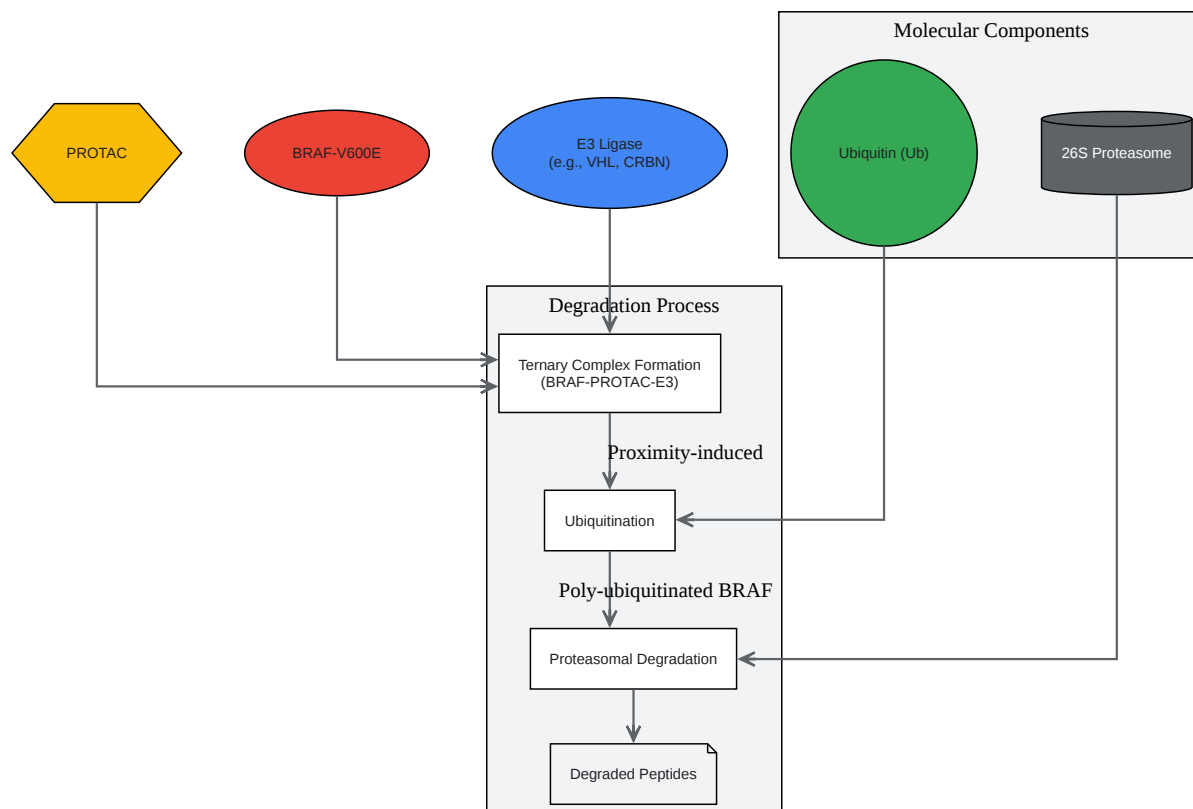 Molecular Components
PROTAC
BRAF-V600E
E3 Ligase
(e.g., VHL, CRBN)
Ubiquitin (Ub)
26S Proteasome
Degradation Process
Ternary Complex Formation
(BRAF-PROTAC-E3)
Proximity-induced
Ubiquitination
Poly-ubiquitinated BRAF
Proteasomal Degradation
Degraded Peptides